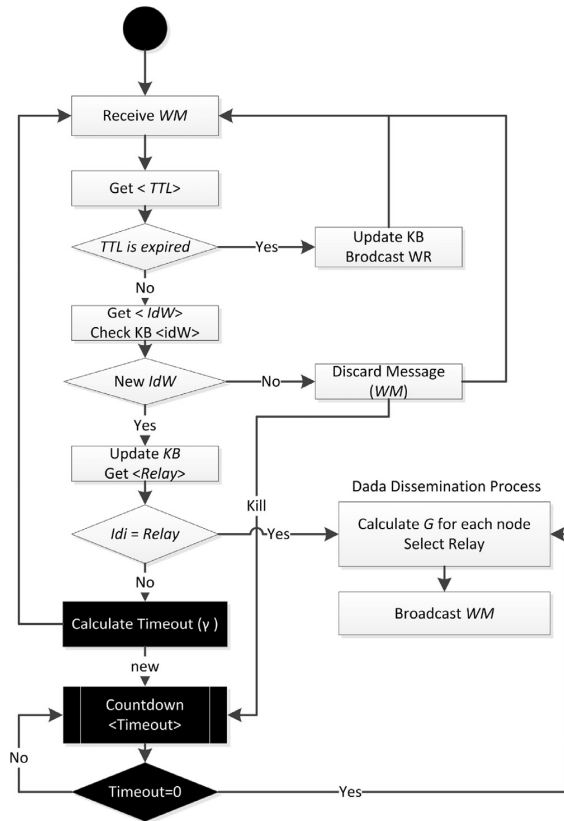 Receive WM
Get < TTL>
TTL is expired
Yes
Update KB
Brodcast WR
No
Get < IdW>
Check KB <idW>
New IdW
No
Discard Message
(WM)
Yes
Update KB
Get <Relay>
Kill
Dada Dissemination Process
Idi = Relay
Yes
Calculate G for each node
Select Relay
No
Calculate Timeout (γ )
Broadcast WM
new
Countdown
<Timeout>
No
Timeout=0
Yes